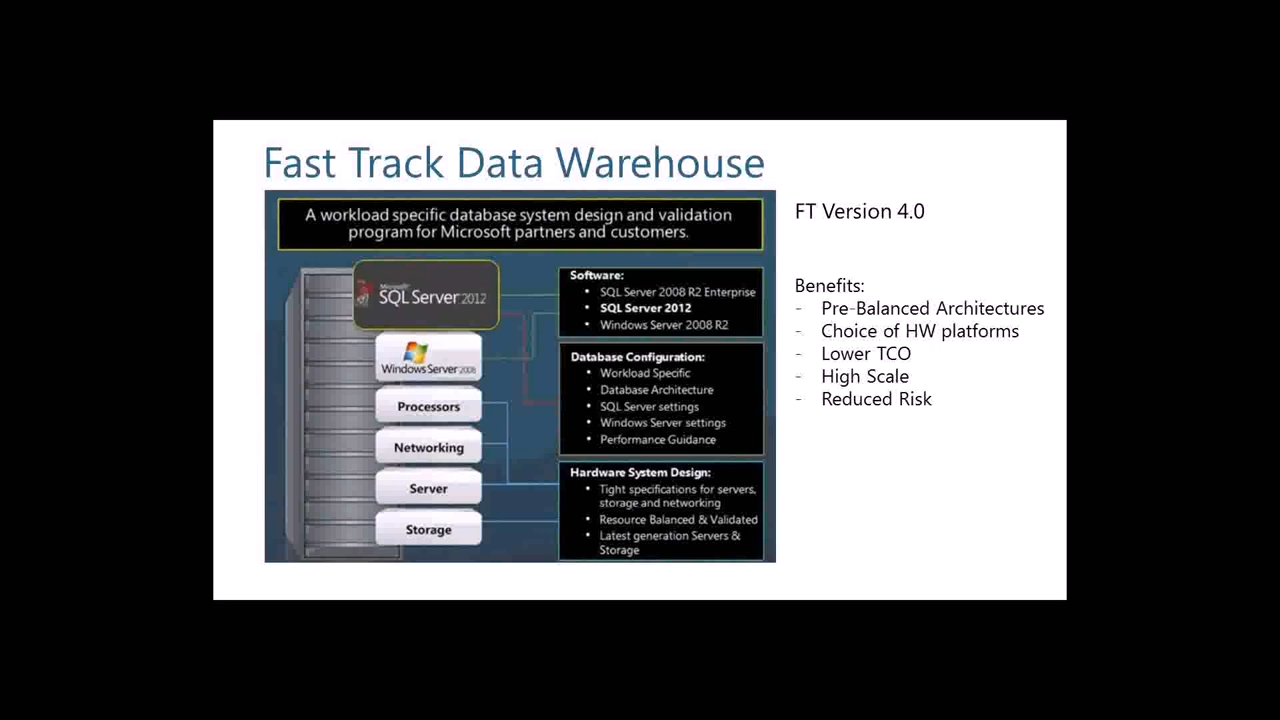 Fast Track Data Warehouse
A workload specific database system design and validation
program for Microsoft partners and customers.
Microsoft
SQL Server 2012
Windows Server 2008
Processors
Networking
Server
Storage
Software:
• SQL Server 2008 R2 Enterprise
• SQL Server 2012
• Windows Server 2008 R2
Database Configuration:
• Workload Specific
• Database Architecture
• SQL Server settings
• Windows Server settings
• Performance Guidance
Hardware System Design:
• Tight specifications for servers,
storage and networking
• Resource Balanced & Validated
• Latest generation Servers &
Storage
FT Version 4.0
Benefits:
- Pre-Balanced Architectures
- Choice of HW platforms
- Lower TCO
- High Scale
- Reduced Risk